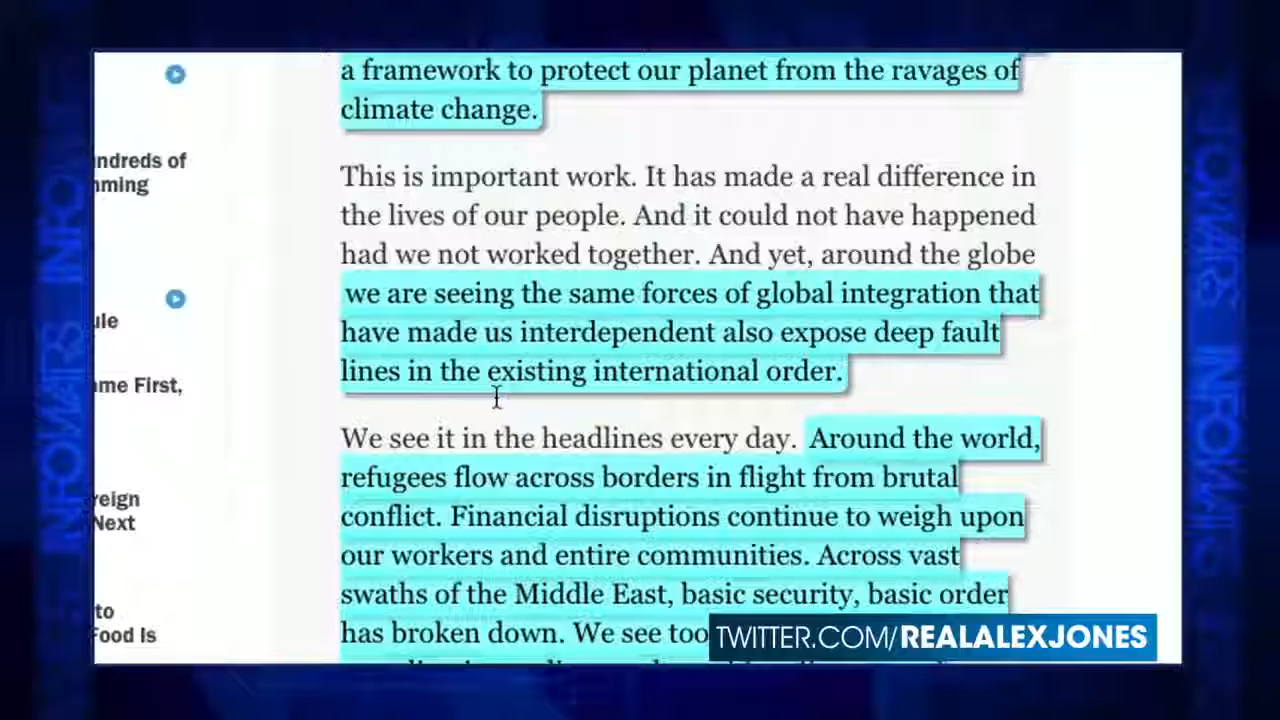 a framework to protect our planet from the ravages of
climate change.
This is important work. It has made a real difference in
the lives of our people. And it could not have happened
had we not worked together. And yet, around the globe
we are seeing the same forces of global integration that
have made us interdependent also expose deep fault
lines in the existing international order.
We see it in the headlines every day. Around the world,
refugees flow across borders in flight from brutal
conflict. Financial disruptions continue to weigh upon
our workers and entire communities. Across vast
swaths of the Middle East, basic security, basic order
has broken down. We see too
ndreds of
ming
ule
ame First,
reign
Next
to
Food Is
TWITTER.COM/REALALEXJONES
INFOWARS
INFOWARS